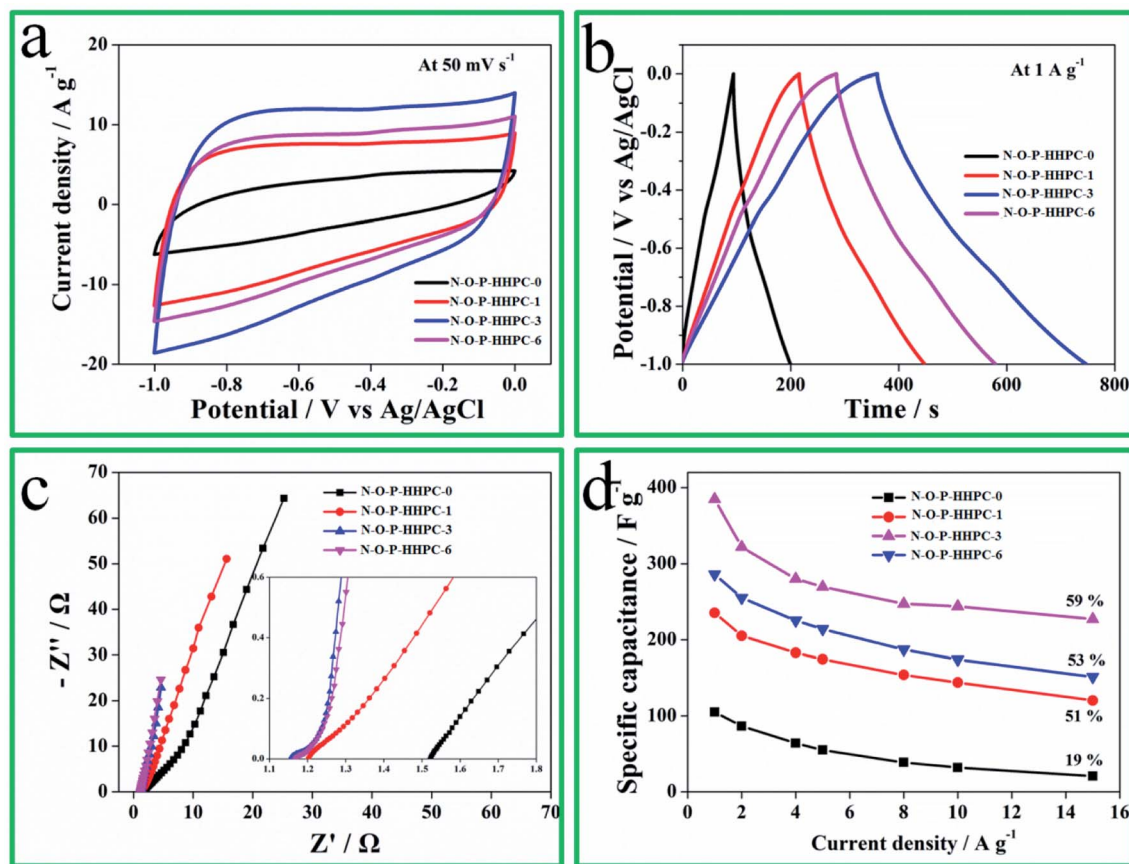 a
At 50 mV s⁻¹
Current density / A g⁻¹
20
10
0
-10
-20
N-O-P-HHPC-0
N-O-P-HHPC-1
N-O-P-HHPC-3
N-O-P-HHPC-6
-1.0 -0.8 -0.6 -0.4 -0.2 0.0
Potential / V vs Ag/AgCl
b
At 1 A g⁻¹
Potential / V vs Ag/AgCl
0.0
-0.2
-0.4
-0.6
-0.8
-1.0
N-O-P-HHPC-0
N-O-P-HHPC-1
N-O-P-HHPC-3
N-O-P-HHPC-6
0 200 400 600 800
Time / s
c
- Z'' / Ω
70
60
50
40
30
20
10
0
N-O-P-HHPC-0
N-O-P-HHPC-1
N-O-P-HHPC-3
N-O-P-HHPC-6
0.6
0.4
0.2
0.0
1.1 1.2 1.3 1.4 1.5 1.6 1.7 1.8
0 10 20 30 40 50 60 70
Z' / Ω
d
Specific capacitance / F g⁻¹
400
300
200
100
0
N-O-P-HHPC-0
N-O-P-HHPC-1
N-O-P-HHPC-3
N-O-P-HHPC-6
59 %
53 %
51 %
19 %
0 2 4 6 8 10 12 14 16
Current density / A g⁻¹